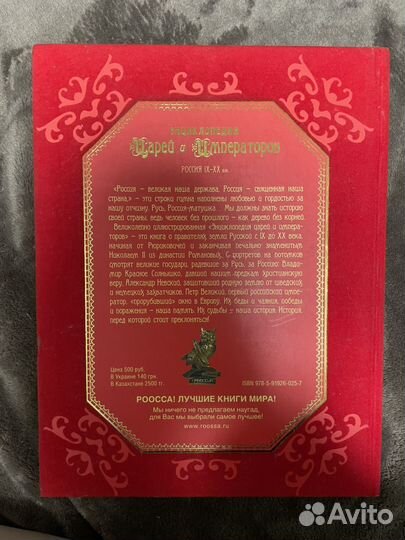 ЭНЦИКЛОПЕДИЯ
Царей и Императоров
РОССИЯ IX–XX вв.
«Россия — великая наша держава, Россия — священная наша
страна,» — это строки гимна наполнены любовью и гордостью за
нашу отчизну. Русь, Россия-матушка... Мы должны знать историю
своей страны, ведь человек без прошлого — как дерево без корней.
Великолепно иллюстрированная «Энциклопедия царей и императо-
ров» — это книга о правителях земли Русской с IX до XX века,
начиная от Рюриковичей и заканчивая печально знаменитым
Николаем II из династии Романовых. С портретов на потомков
смотрят великие государи, радевшие за Русь, за Россию: Влади-
мир Красное Солнышко, давший нашим предкам христианскую
веру, Александр Невский, защитивший родную землю от шведских
и немецких захватчиков, Петр Великий, первый российский импе-
ратор, «прорубивший» окно в Европу. Их беды и чаяния, победы
и поражения — наша память. Их судьбы — наша история. История,
перед которой стоит преклониться!
Цена 500 руб.
В Украине 140 грн.
В Казахстане 2500 тг.
РООССА
ISBN 978-5-91926-025-7
РООССА! ЛУЧШИЕ КНИГИ МИРА!
Мы ничего не предлагаем наугад,
для Вас мы выбрали самое лучшее!
www.roossa.ru
Avito